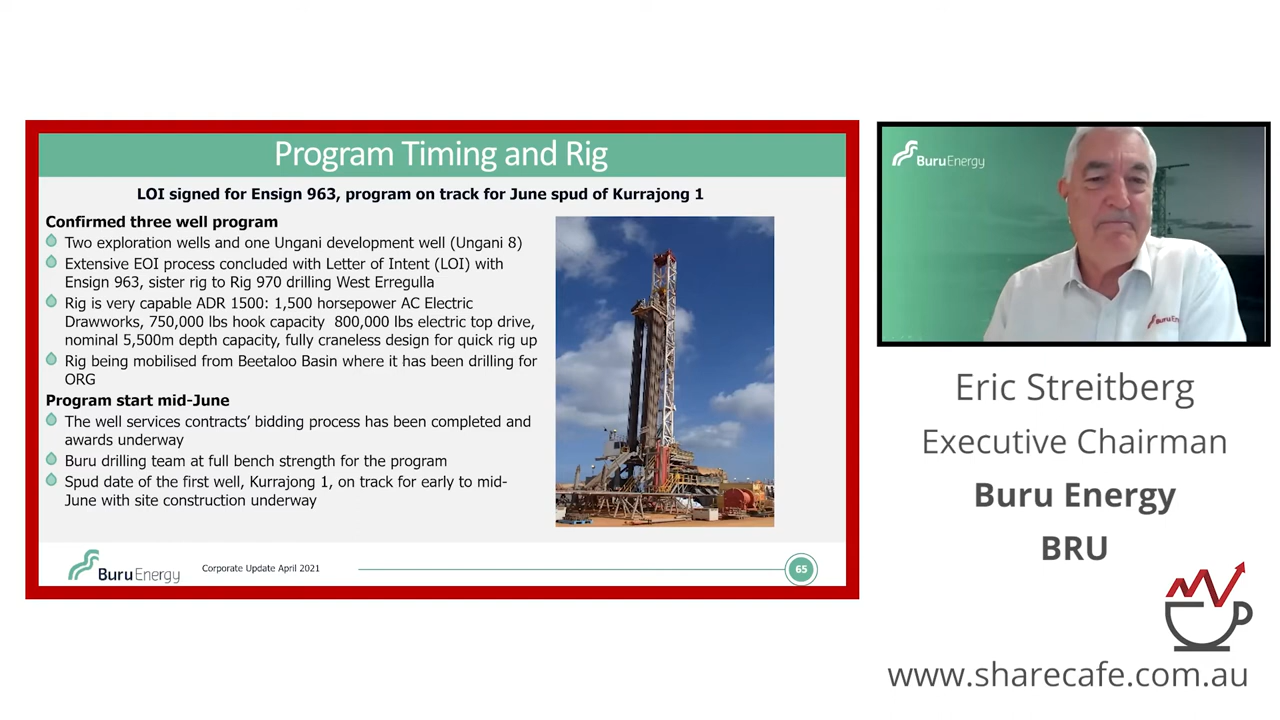 Program Timing and Rig
LOI signed for Ensign 963, program on track for June spud of Kurrajong 1
Confirmed three well program
Two exploration wells and one Ungani development well (Ungani 8)
Extensive EOI process concluded with Letter of Intent (LOI) with
Ensign 963, sister rig to Rig 970 drilling West Erregulla
Rig is very capable ADR 1500: 1,500 horsepower AC Electric
Drawworks, 750,000 lbs hook capacity 800,000 lbs electric top drive,
nominal 5,500m depth capacity, fully craneless design for quick rig up
Rig being mobilised from Beetaloo Basin where it has been drilling for
ORG
Program start mid-June
The well services contracts' bidding process has been completed and
awards underway
Buru drilling team at full bench strength for the program
Spud date of the first well, Kurrajong 1, on track for early to mid-
June with site construction underway
Buru Energy
Corporate Update April 2021
65
Buru Energy
Eric Streitberg
Executive Chairman
Buru Energy
BRU
www.sharecafe.com.au